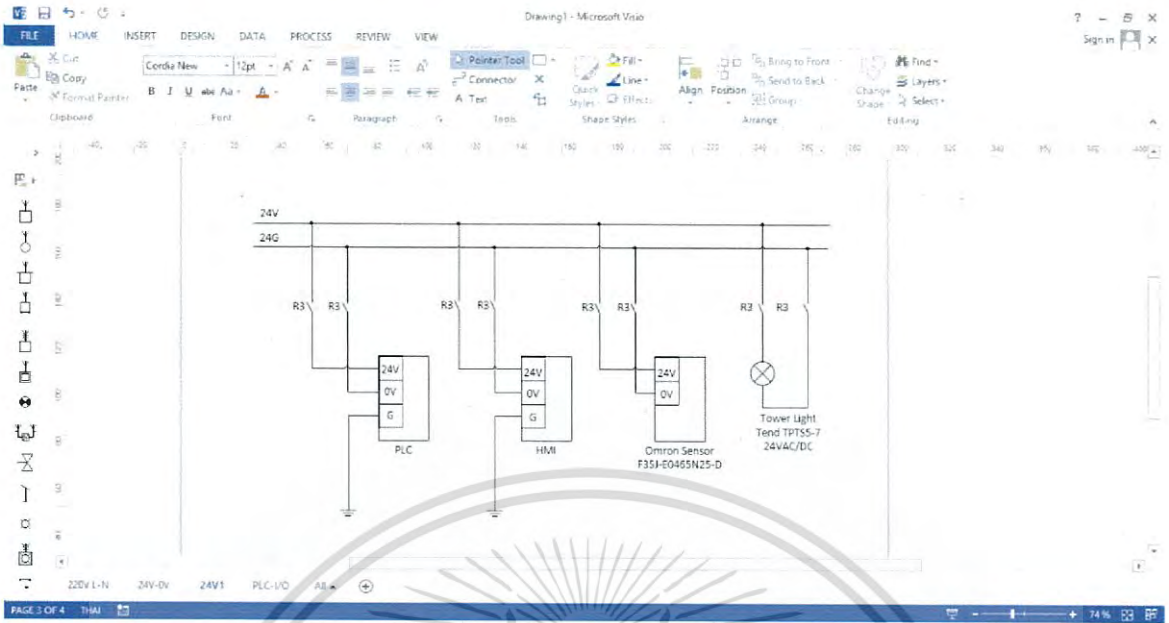 Drawing1 - Microsoft Visio
Sign in
FILE HOME INSERT DESIGN DATA PROCESS REVIEW VIEW
Paste
Cut
Copy
Format Painter
Clipboard
Cordia New 12pt
B I U abc Aa A
Font
Paragraph
Pointer Tool
Connector
A Text
Tools
Quick Styles
Fill
Line
Effects
Shape Styles
Align Position
Bring to Front
Send to Back
Group
Arrange
Change Shape
Find
Layers
Select
Editing
24V
24G
R3 R3 R3 R3 R3 R3 R3 R3
24V 24V 24V
0V 0V 0V
G G
PLC
HMI
Omron Sensor
F3SJ-E0465N25-D
Tower Light
Tend TPTS5-7
24VAC/DC
220V L-N 24V-0V 24V1 PLC-I/O All
PAGE 3 OF 4 THAI 74%